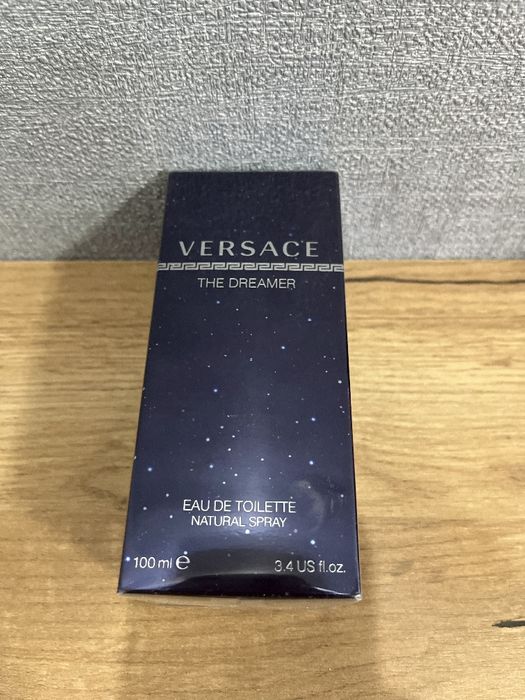 VERSACE
THE DREAMER
EAU DE TOILETTE
NATURAL SPRAY
100 ml ℮ 3.4 US fl.oz.